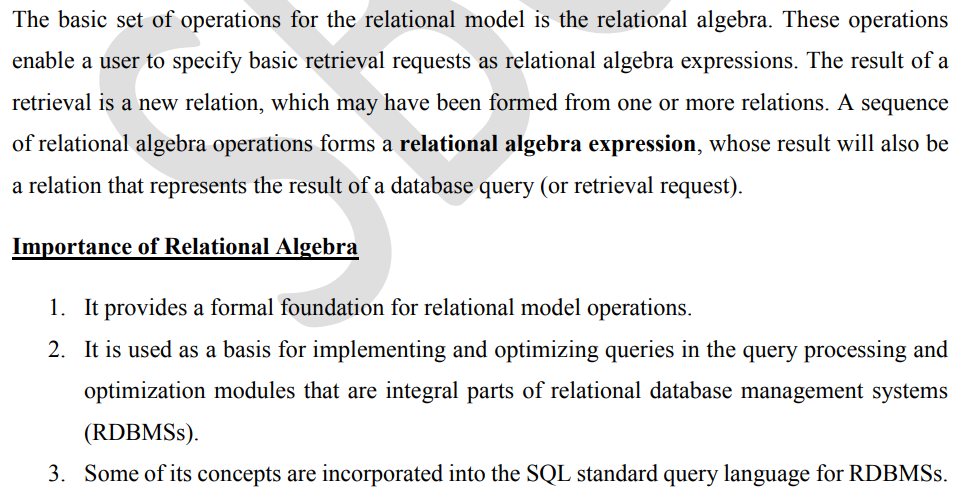 The basic set of operations for the relational model is the relational algebra. These operations
enable a user to specify basic retrieval requests as relational algebra expressions. The result of a
retrieval is a new relation, which may have been formed from one or more relations. A sequence
of relational algebra operations forms a relational algebra expression, whose result will also be
a relation that represents the result of a database query (or retrieval request).
Importance of Relational Algebra
1. It provides a formal foundation for relational model operations.
2. It is used as a basis for implementing and optimizing queries in the query processing and
optimization modules that are integral parts of relational database management systems
(RDBMSs).
3. Some of its concepts are incorporated into the SQL standard query language for RDBMSs.